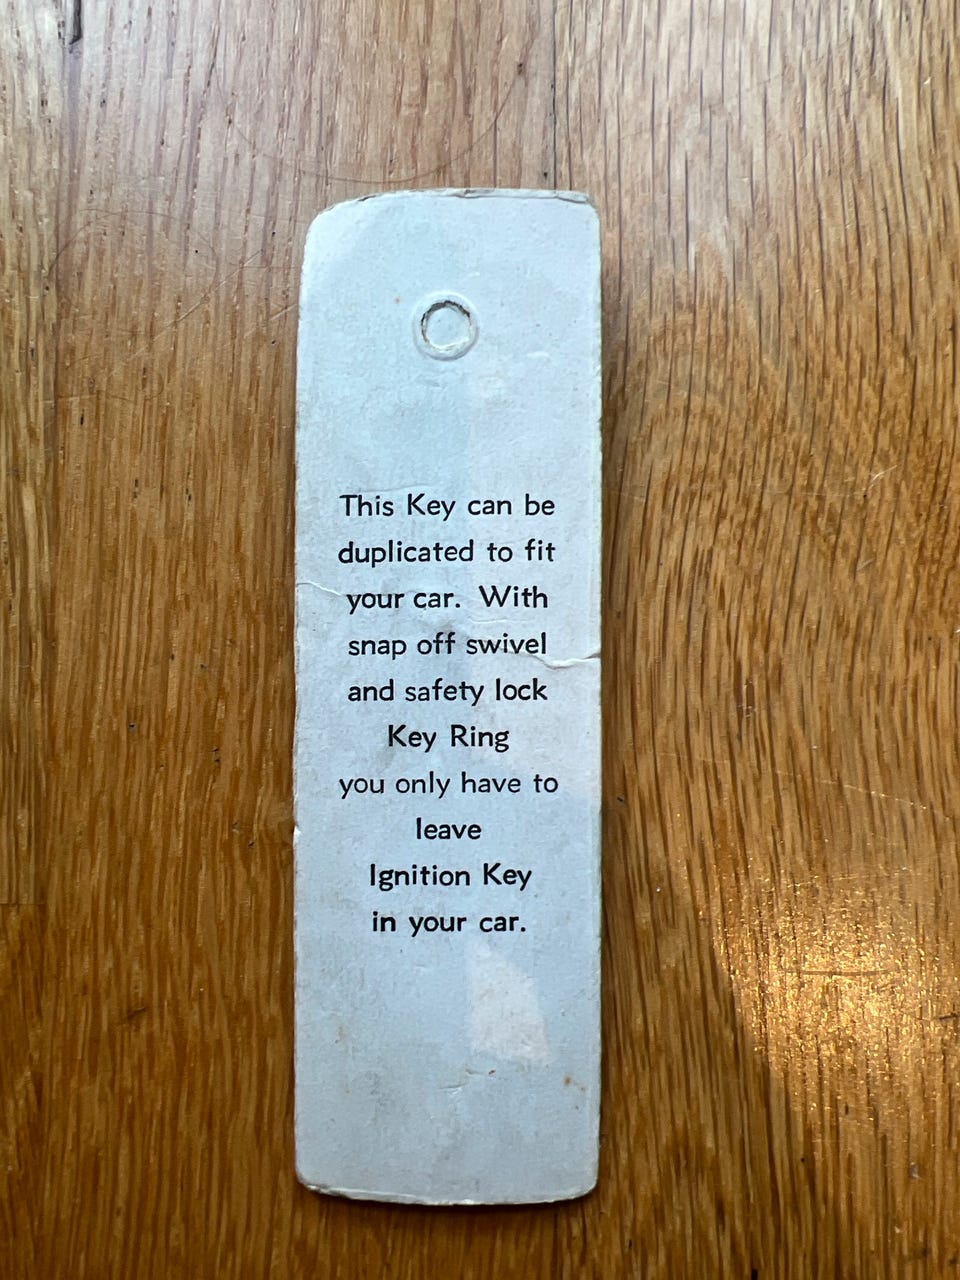 This Key can be
duplicated to fit
your car. With
snap off swivel
and safety lock
Key Ring
you only have to
leave
Ignition Key
in your car.